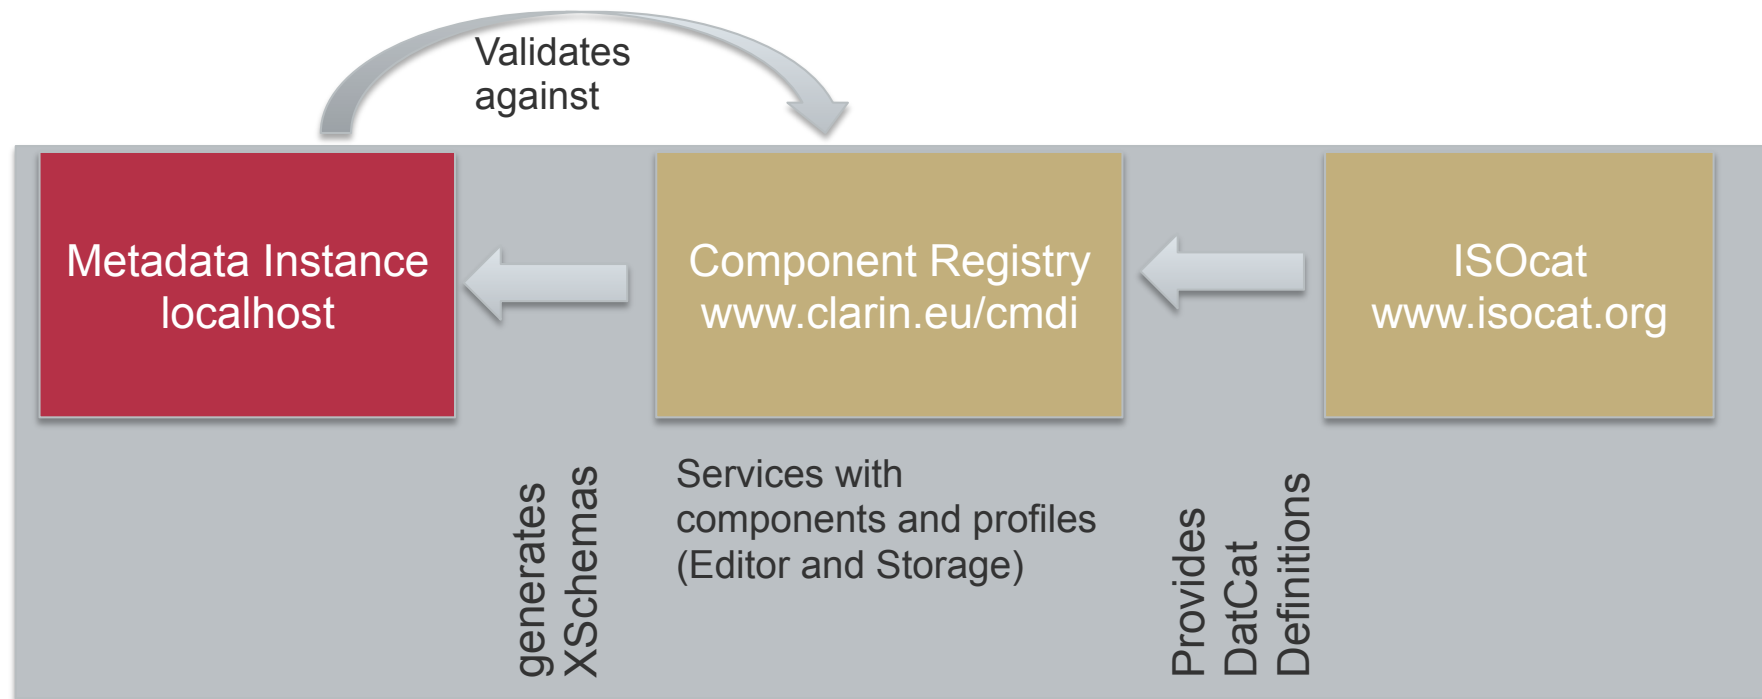 Validates
against
Metadata Instance
localhost
Component Registry
www.clarin.eu/cmdi
ISOcat
www.isocat.org
generates
XSchemas
Services with
components and profiles
(Editor and Storage)
Provides
DatCat
Definitions